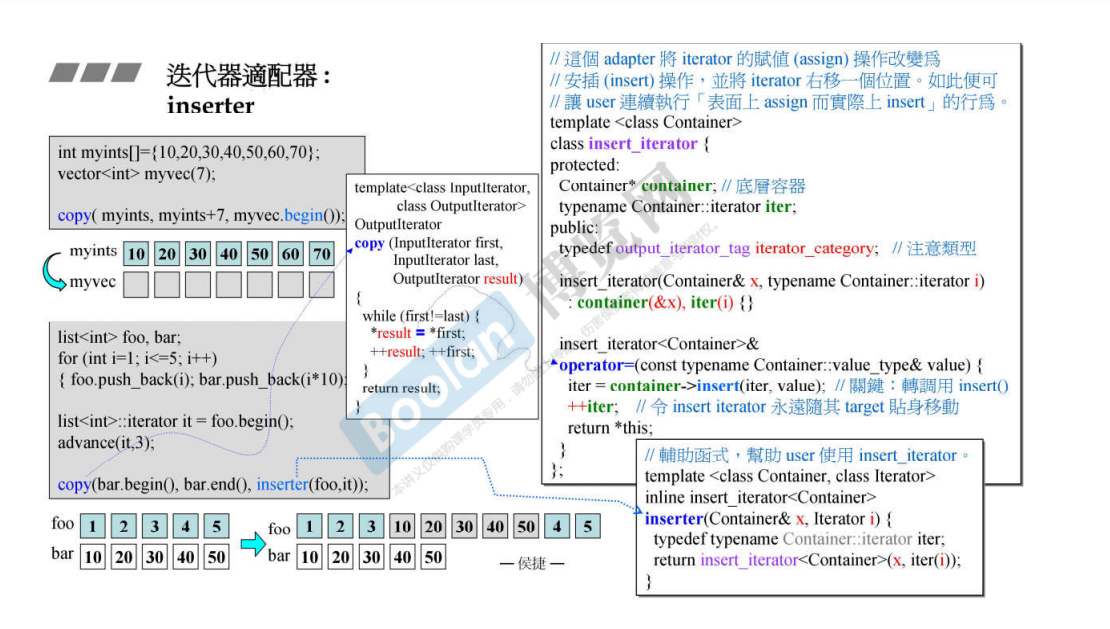 迭代器適配器：
inserter
int myints[]={10,20,30,40,50,60,70};
vector<int> myvec(7);
copy( myints, myints+7, myvec.begin());
myints 10 20 30 40 50 60 70
myvec
list<int> foo, bar;
for (int i=1; i<=5; i++)
{ foo.push_back(i); bar.push_back(i*10);
list<int>::iterator it = foo.begin();
advance(it,3);
copy(bar.begin(), bar.end(), inserter(foo,it));
foo 1 2 3 4 5
bar 10 20 30 40 50
foo 1 2 3 10 20 30 40 50 4 5
bar 10 20 30 40 50
template<class InputIterator,
class OutputIterator>
OutputIterator
copy (InputIterator first,
InputIterator last,
OutputIterator result)
{
while (first!=last) {
*result = *first;
++result; ++first;
}
return result;
}
// 這個 adapter 將 iterator 的賦值 (assign) 操作改變為
// 安插 (insert) 操作，並將 iterator 右移一個位置。如此便可
// 讓 user 連續執行「表面上 assign 而實際上 insert」的行為。
template <class Container>
class insert_iterator {
protected:
Container* container; // 底層容器
typename Container::iterator iter;
public:
typedef output_iterator_tag iterator_category; // 注意類型
insert_iterator(Container& x, typename Container::iterator i)
: container(&x), iter(i) {}
insert_iterator<Container>&
operator=(const typename Container::value_type& value) {
iter = container->insert(iter, value); // 關鍵：轉調用 insert()
++iter; // 令 insert iterator 永遠隨其 target 貼身移動
return *this;
}
};
// 輔助函式，幫助 user 使用 insert_iterator。
template <class Container, class Iterator>
inline insert_iterator<Container>
inserter(Container& x, Iterator i) {
typedef typename Container::iterator iter;
return insert_iterator<Container>(x, iter(i));
}
— 侯捷 —
Boolan 博览网